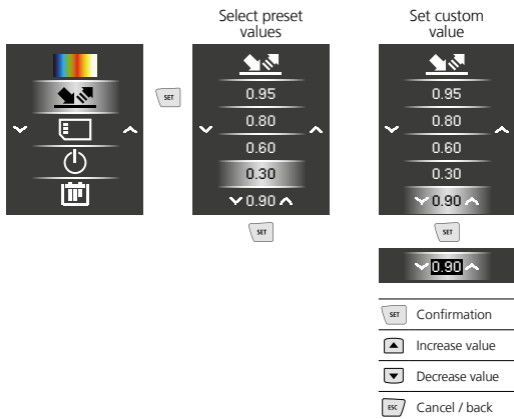 Select preset
values
Set custom
value
SET
0.95
0.80
0.60
0.30
0.90
SET
0.95
0.80
0.60
0.30
0.90
SET
0.90
SET Confirmation
Increase value
Decrease value
ESC Cancel / back